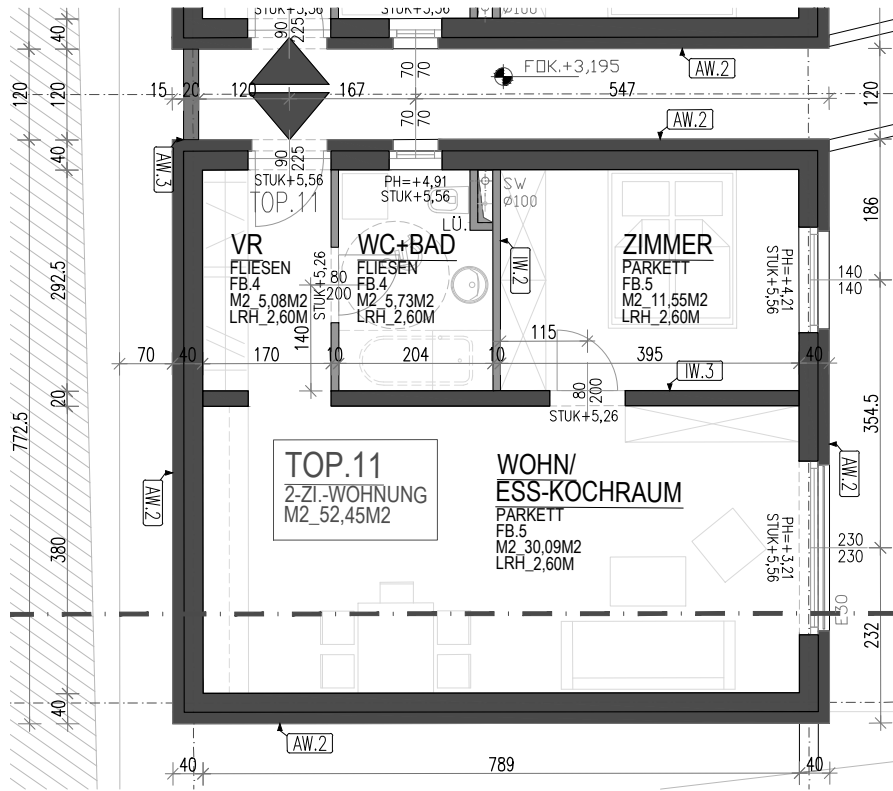 STUK+5,56
STUK+5,56
Ø100
90
225
40
40
120
120
15
20
120
167
70
70
FOK.+3,195
547
AW.2
120
70
70
AW.2
40
40
AW.3
90
225
STUK+5,56
TOP.11
PH=+4,91
STUK+5,56
LÜ.
SW
Ø100
186
VR
FLIESEN
FB.4
M2_5,08M2
LRH_2,60M
STUK+5,26
80
200
WC+BAD
FLIESEN
FB.4
M2_5,73M2
LRH_2,60M
IW.2
ZIMMER
PARKETT
FB.5
M2_11,55M2
LRH_2,60M
PH=+4,21
STUK+5,56
140
140
292.5
140
115
70
40
170
10
204
10
395
40
80
200
IW.3
STUK+5,26
20
772.5
354.5
TOP.11
2-ZI.-WOHNUNG
M2_52,45M2
WOHN/
ESS-KOCHRAUM
PARKETT
FB.5
M2_30,09M2
LRH_2,60M
AW.2
AW.2
PH=+3,21
STUK+5,56
230
230
380
E30
232
40
AW.2
40
789
40